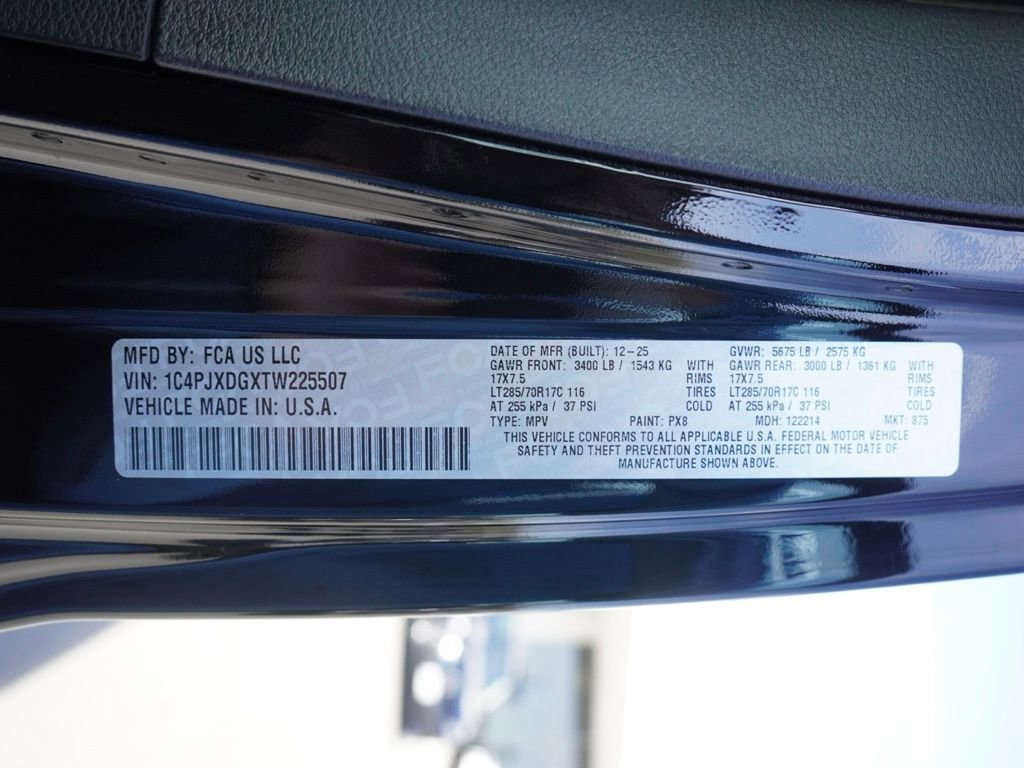 MFD BY: FCA US LLC
VIN: 1C4PJXDGXTW225507
VEHICLE MADE IN: U.S.A.
DATE OF MFR (BUILT): 12-25 GVWR: 5675 LB / 2575 KG
GAWR FRONT: 3400 LB / 1543 KG WITH GAWR REAR: 3000 LB / 1361 KG WITH
17X7.5 RIMS 17X7.5 RIMS
LT285/70R17C 116 TIRES LT285/70R17C 116 TIRES
AT 255 kPa / 37 PSI COLD AT 255 kPa / 37 PSI COLD
TYPE: MPV PAINT: PX8 MDH: 122214 MKT: 875
THIS VEHICLE CONFORMS TO ALL APPLICABLE U.S.A. FEDERAL MOTOR VEHICLE
SAFETY AND THEFT PREVENTION STANDARDS IN EFFECT ON THE DATE OF
MANUFACTURE SHOWN ABOVE.